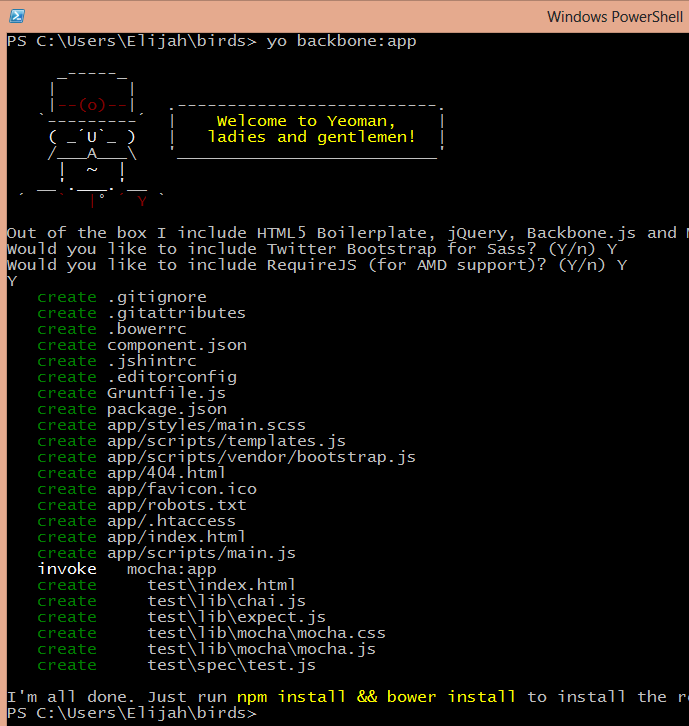 Windows PowerShell
PS C:\Users\Elijah\birds> yo backbone:app
     _-----_
    |       |
    |--(o)--|   .--------------------------.
   `---------´  |    Welcome to Yeoman,    |
    ( _´U`_ )   |   ladies and gentlemen!  |
    /___A___\   '__________________________'
     |  ~  |
   __'.___.'__
 ´   `  |° ´ Y `
Out of the box I include HTML5 Boilerplate, jQuery, Backbone.js and
Would you like to include Twitter Bootstrap for Sass? (Y/n) Y
Would you like to include RequireJS (for AMD support)? (Y/n) Y
Y
   create .gitignore
   create .gitattributes
   create .bowerrc
   create component.json
   create .jshintrc
   create .editorconfig
   create Gruntfile.js
   create package.json
   create app/styles/main.scss
   create app/scripts/templates.js
   create app/scripts/vendor/bootstrap.js
   create app/404.html
   create app/favicon.ico
   create app/robots.txt
   create app/.htaccess
   create app/index.html
   create app/scripts/main.js
   invoke   mocha:app
   create     test\index.html
   create     test\lib\chai.js
   create     test\lib\expect.js
   create     test\lib\mocha\mocha.css
   create     test\lib\mocha\mocha.js
   create     test\spec\test.js
I'm all done. Just run npm install && bower install to install the
PS C:\Users\Elijah\birds>